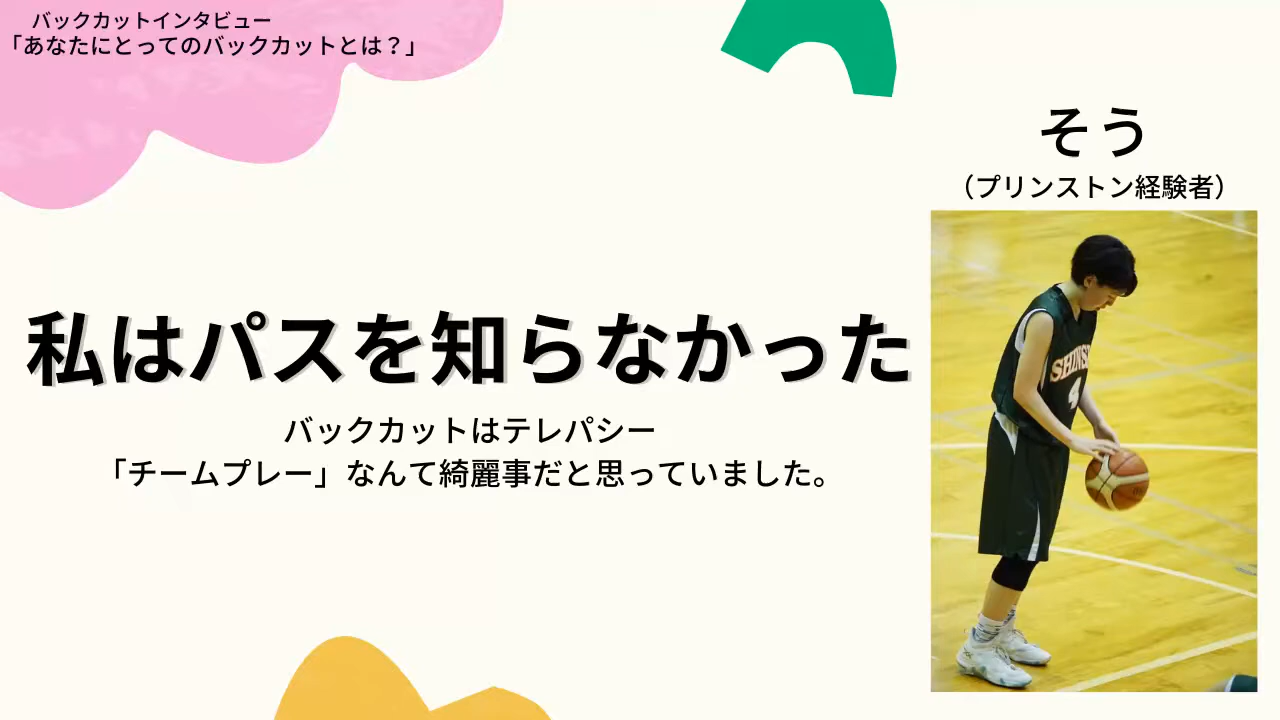 バックカットインタビュー
「あなたにとってのバックカットとは？」
そう
（プリンストン経験者）
私はパスを知らなかった
バックカットはテレパシー
「チームプレー」なんて綺麗事だと思っていました。
4